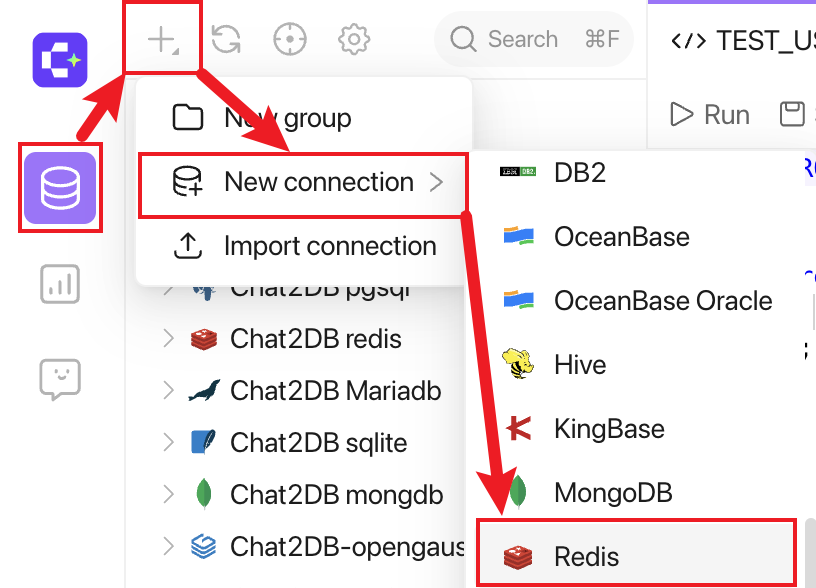 Search ⌘F
</> TEST_US
Run
New group
New connection
Import connection
DB2
OceanBase
OceanBase Oracle
Hive
KingBase
MongoDB
Redis
Chat2DB pgsql
Chat2DB redis
Chat2DB Mariadb
Chat2DB sqlite
Chat2DB mongdb
Chat2DB-opengaus